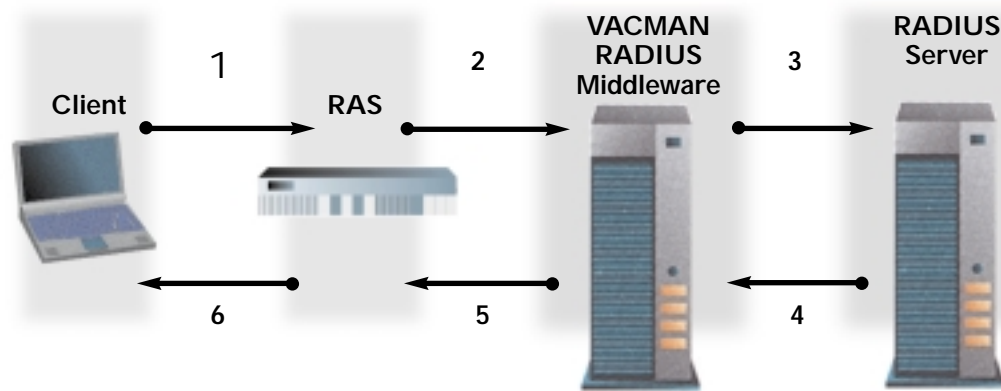 VACMAN
RADIUS
Middleware
RADIUS
Server
1
2
3
Client
RAS
6
5
4